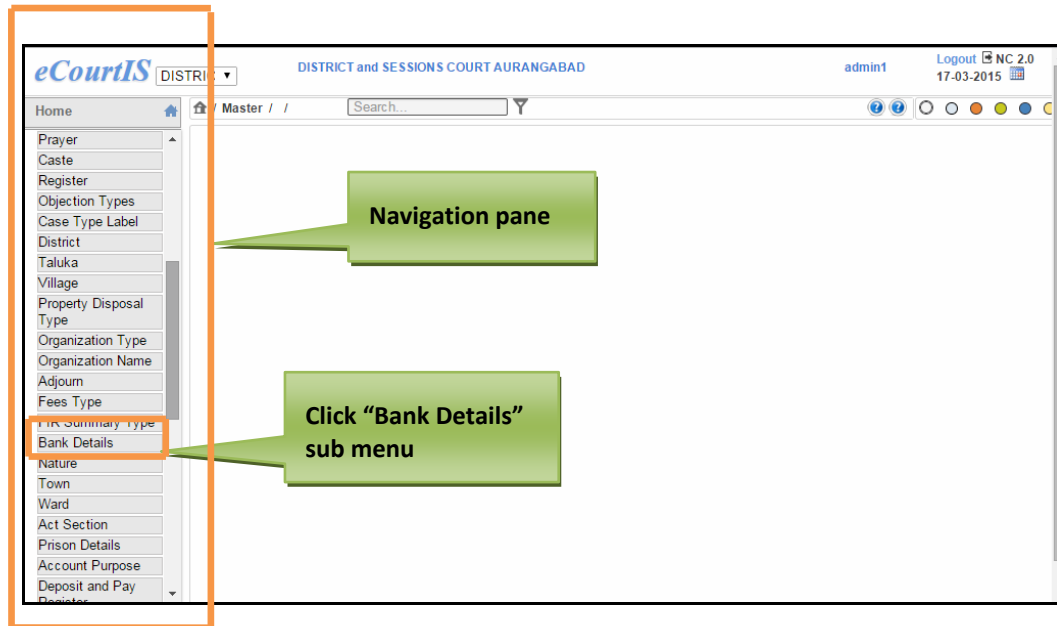 eCourtIS DISTRIC DISTRICT and SESSIONS COURT AURANGABAD admin1 Logout NC 2.0
17-03-2015
Home / Master / / Search...
Prayer
Caste
Register
Objection Types
Case Type Label
District
Taluka
Village
Property Disposal
Type
Organization Type
Organization Name
Adjourn
Fees Type
FIR Summary Type
Bank Details
Nature
Town
Ward
Act Section
Prison Details
Account Purpose
Deposit and Pay
Register
Navigation pane
Click “Bank Details”
sub menu